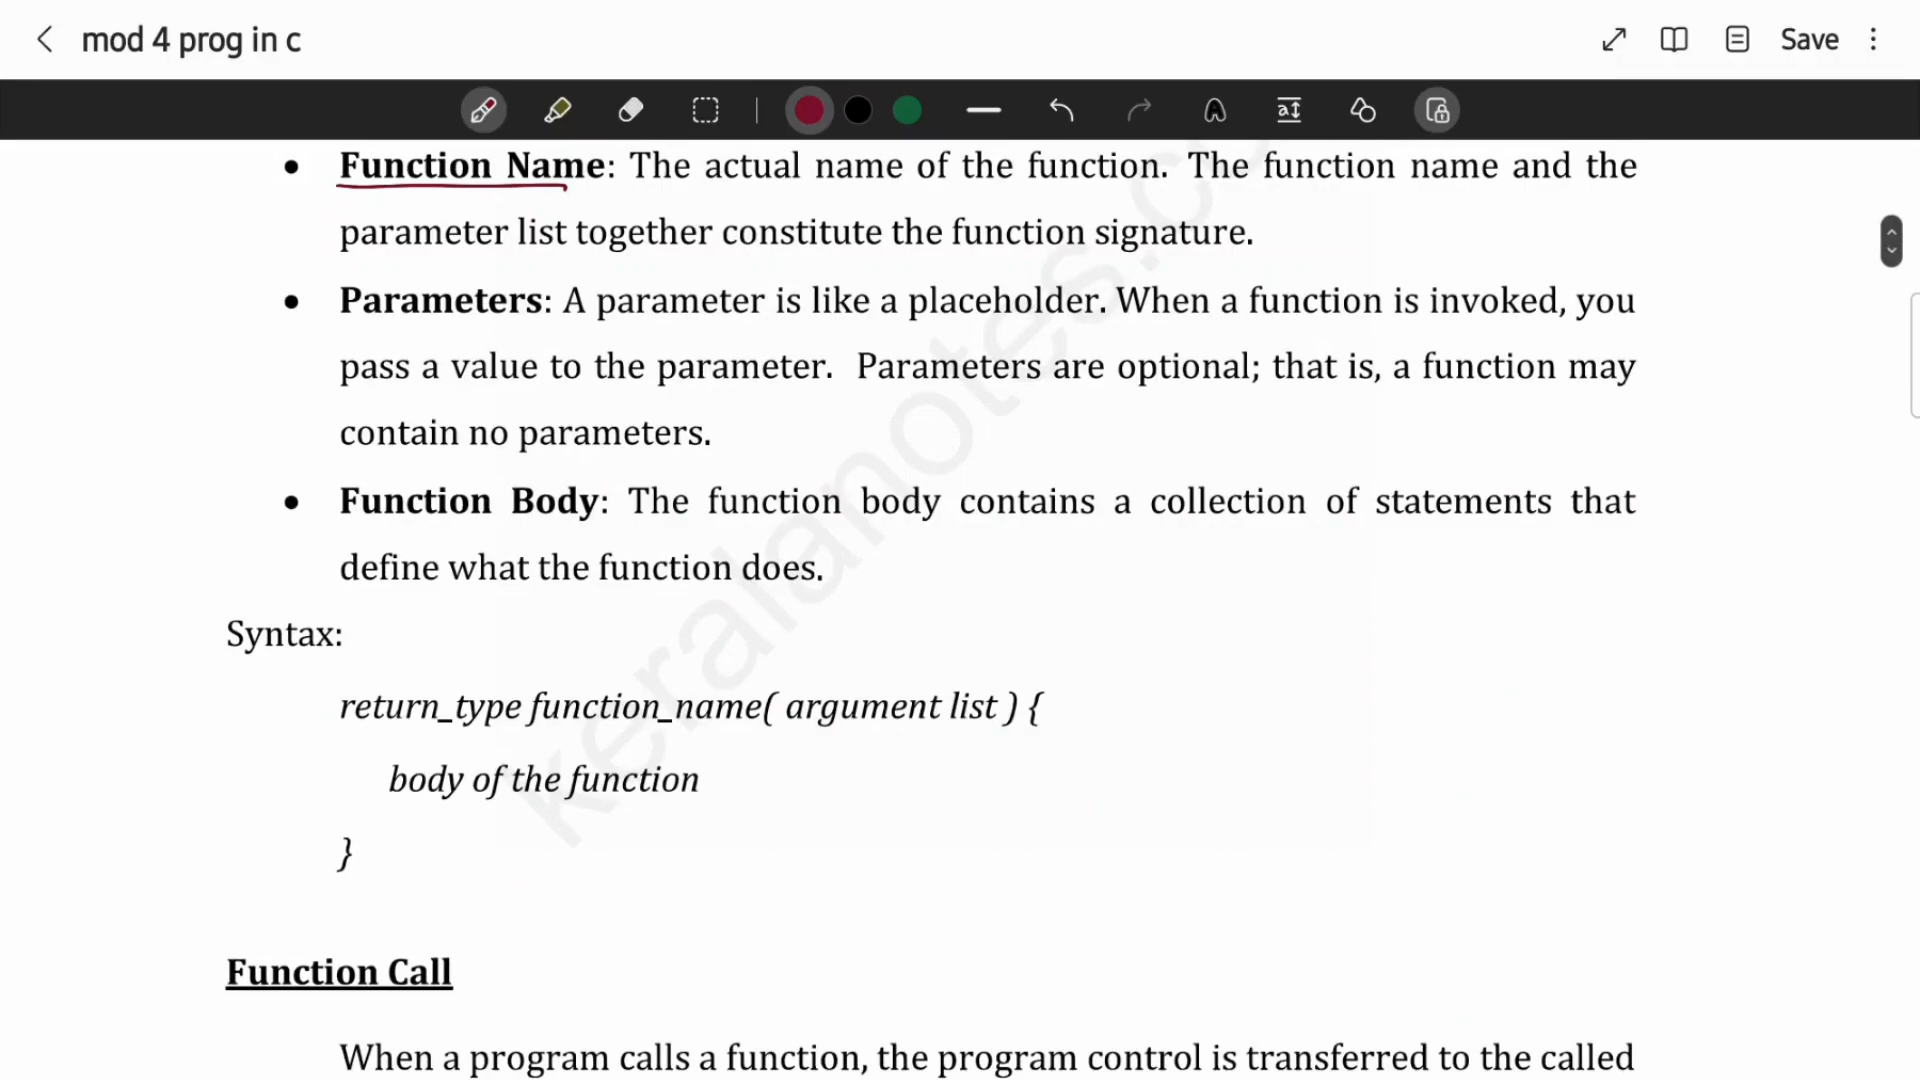 mod 4 prog in c
Save
• Function Name: The actual name of the function. The function name and the
parameter list together constitute the function signature.
• Parameters: A parameter is like a placeholder. When a function is invoked, you
pass a value to the parameter. Parameters are optional; that is, a function may
contain no parameters.
• Function Body: The function body contains a collection of statements that
define what the function does.
Syntax:
return_type function_name( argument list ) {
body of the function
}
Function Call
When a program calls a function, the program control is transferred to the called
keralanotes.co